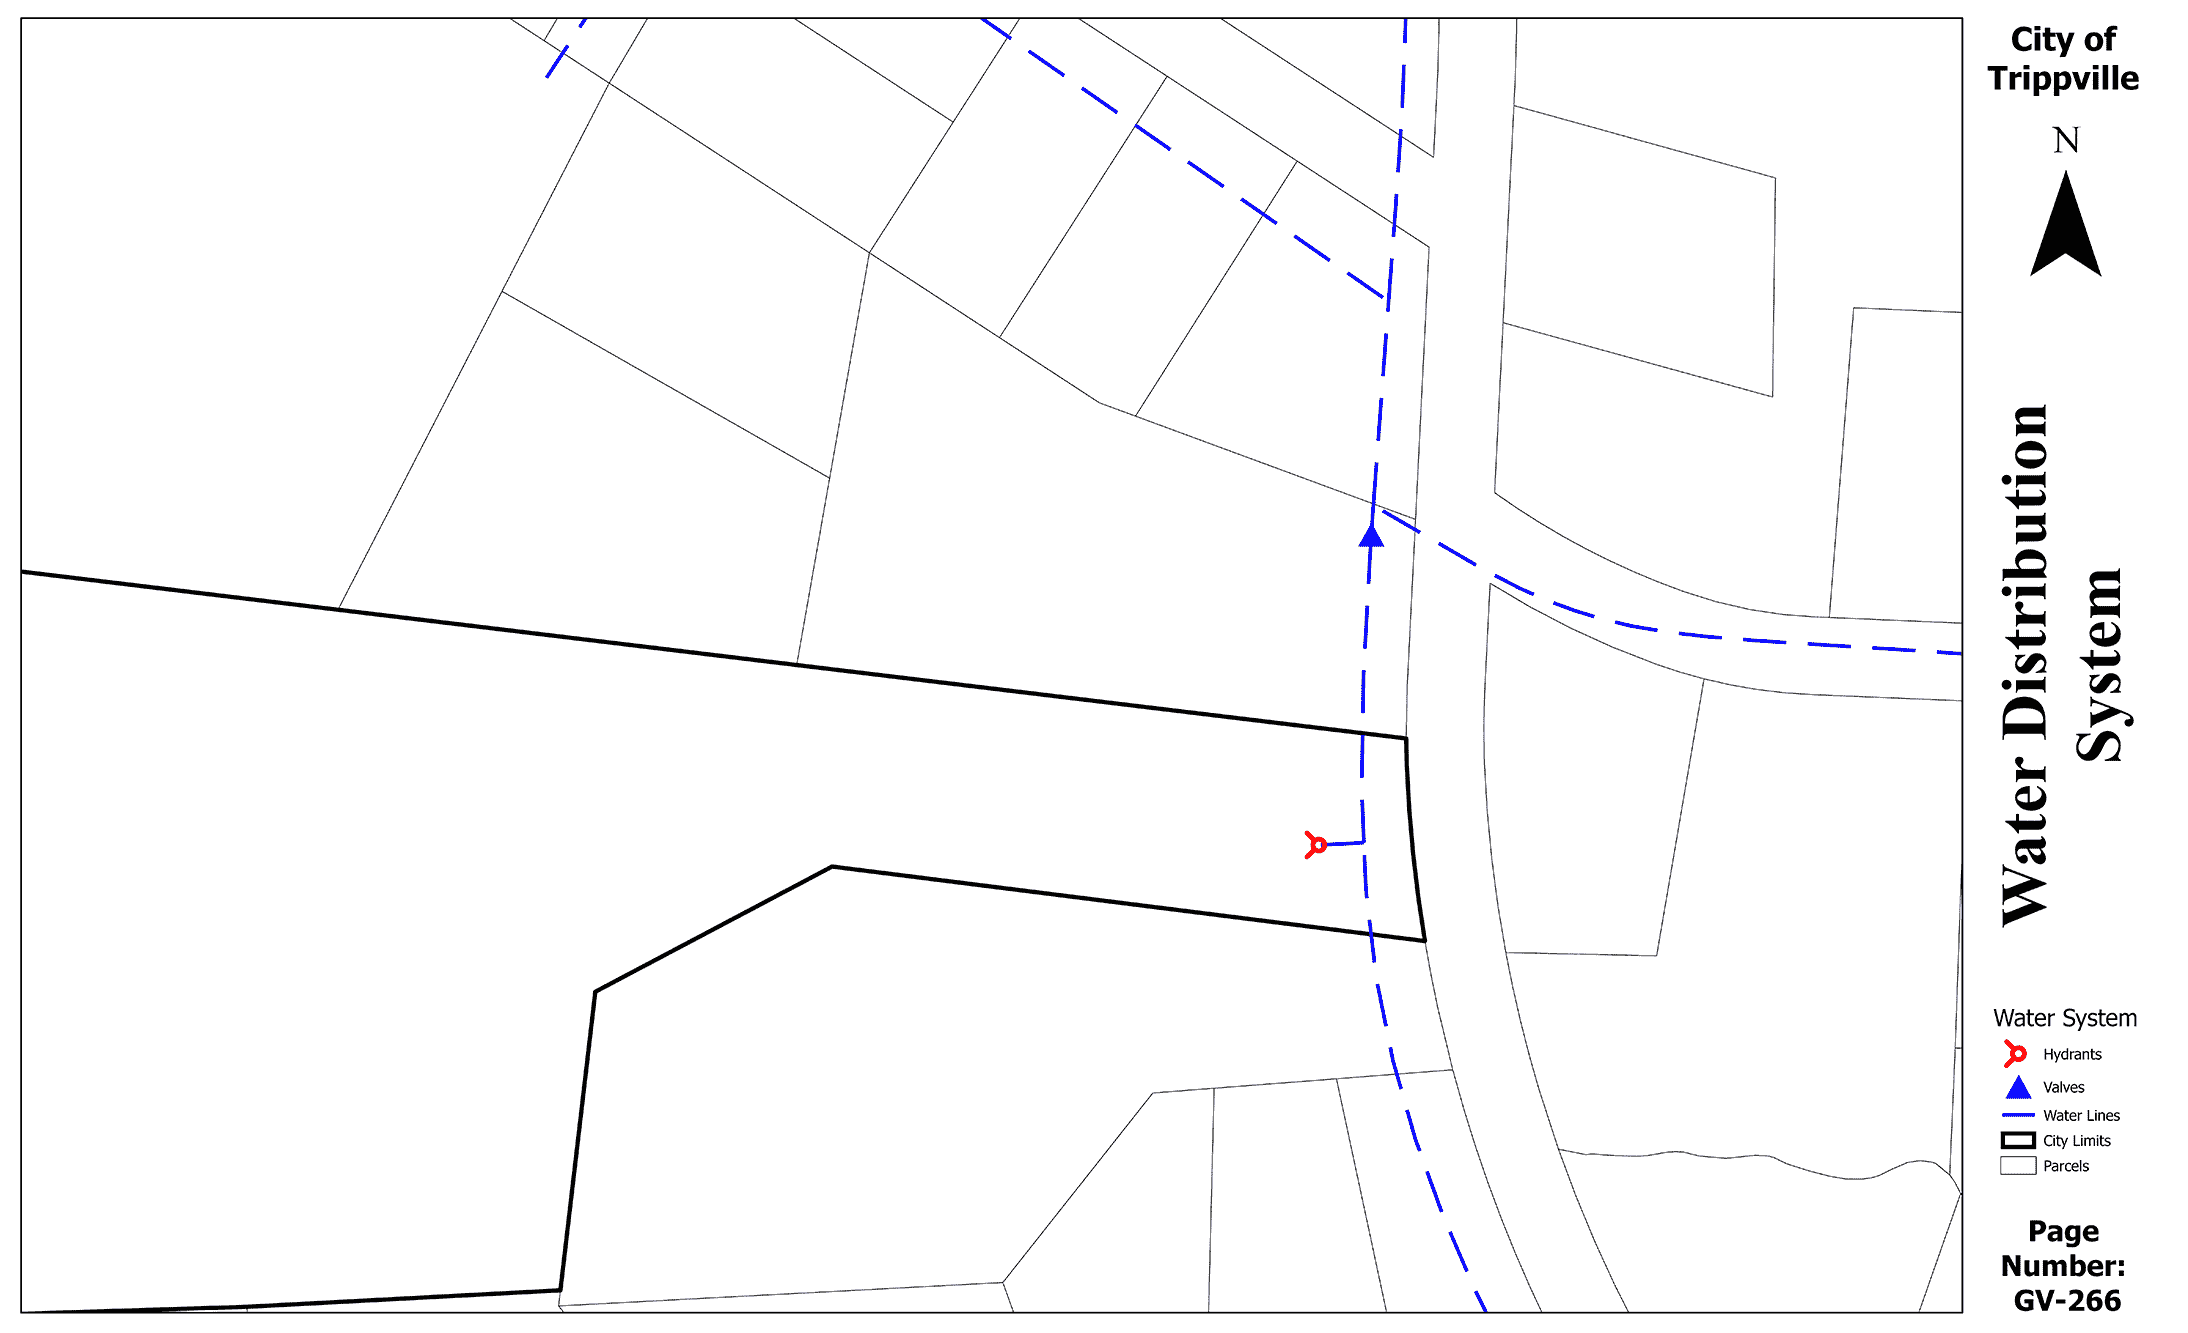 City of
Trippville
N
Water Distribution
System
Water System
Hydrants
Valves
Water Lines
City Limits
Parcels
Page
Number:
GV-266